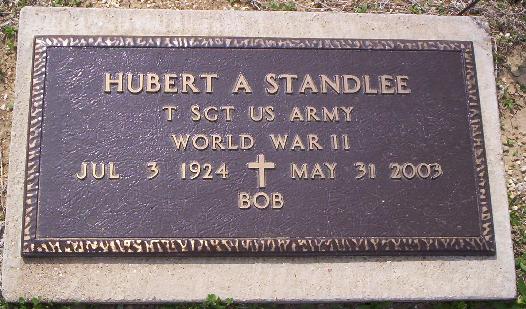 HUBERT A STANDLEE
T SGT US ARMY
WORLD WAR II
JUL 3 1924 MAY 31 2003
BOB